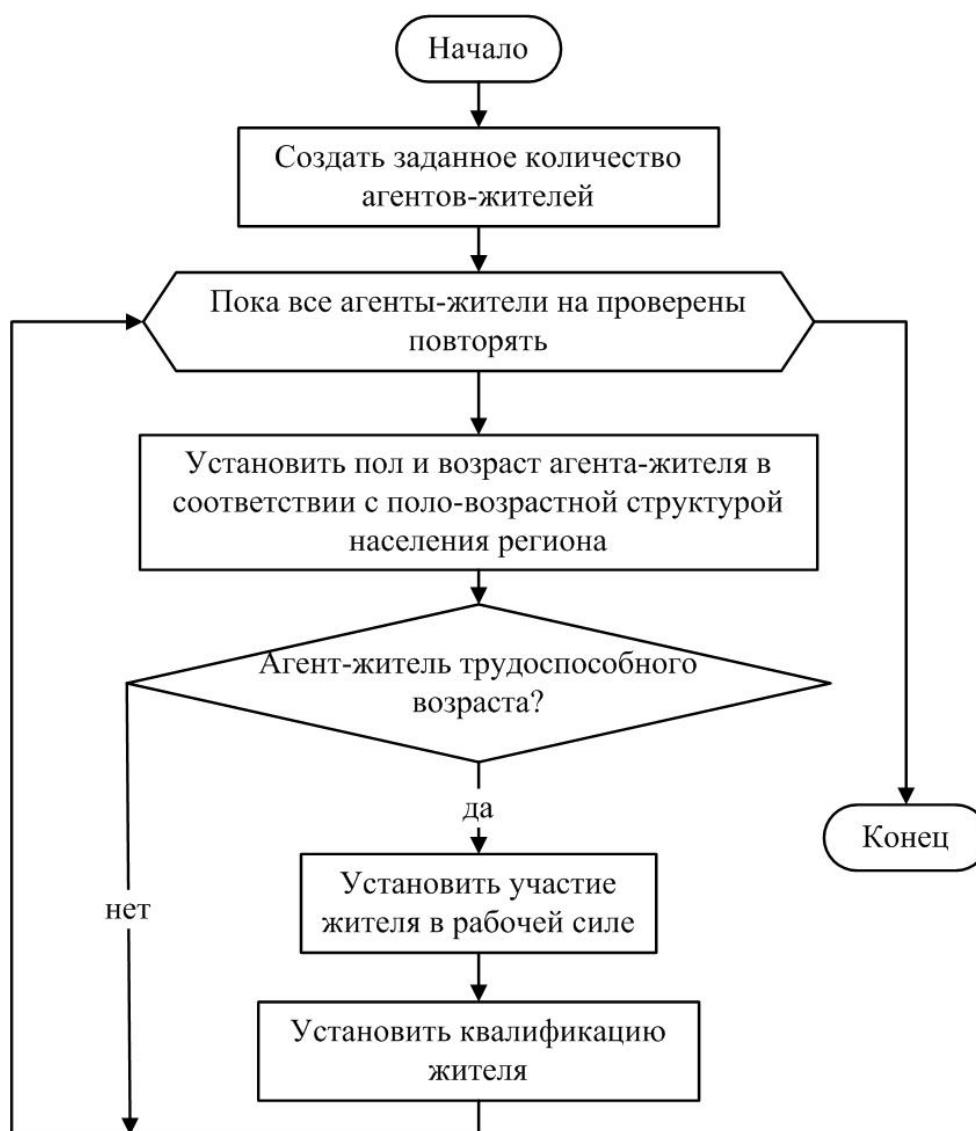 Начало
Создать заданное количество
агентов-жителей
Пока все агенты-жители на проверены
повторять
Установить пол и возраст агента-жителя в
соответствии с поло-возрастной структурой
населения региона
Агент-житель трудоспособного
возраста?
да
Конец
Установить участие
жителя в рабочей силе
нет
Установить квалификацию
жителя